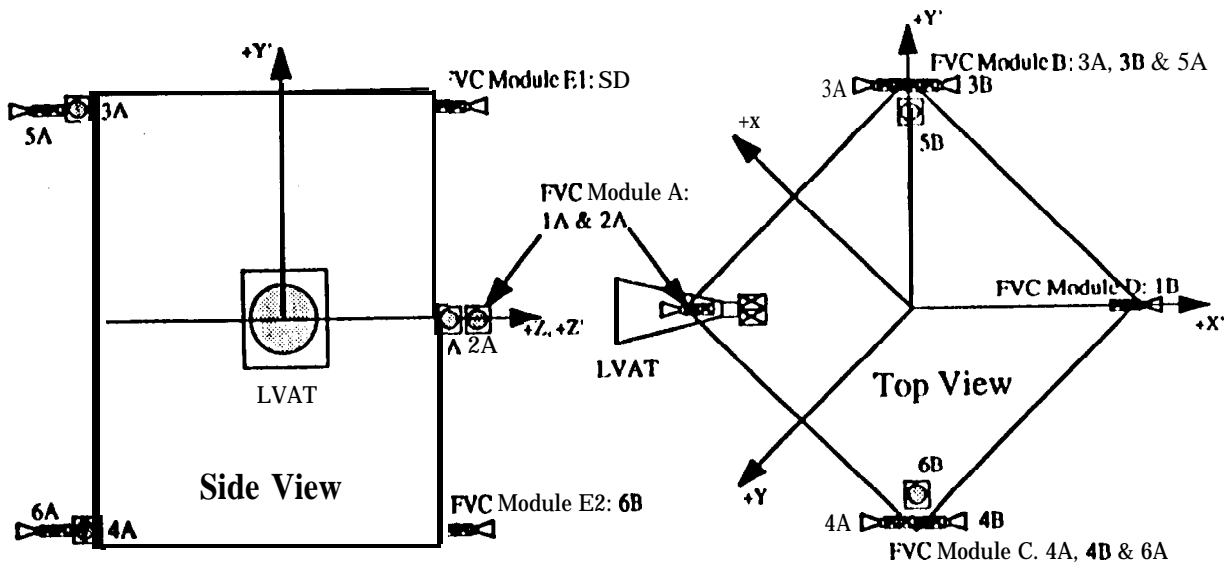 +Y'
FVC Module E1: SD
3A
5A
FVC Module A:
1A & 2A
+Z, +Z'
A
2A
LVAT
Side View
6A
4A
FVC Module E2: 6B
+Y'
FVC Module B: 3A, 3B & 5A
3A
3B
5B
+x
FVC Module D: 1B
+X'
LVAT
Top View
+Y
6B
4A
4B
FVC Module C. 4A, 4B & 6A